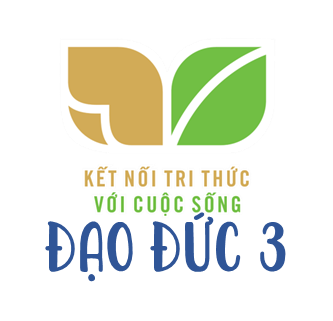 KẾT NỐI TRI THỨC
VỚI CUỘC SỐNG
ĐẠO ĐỨC 3